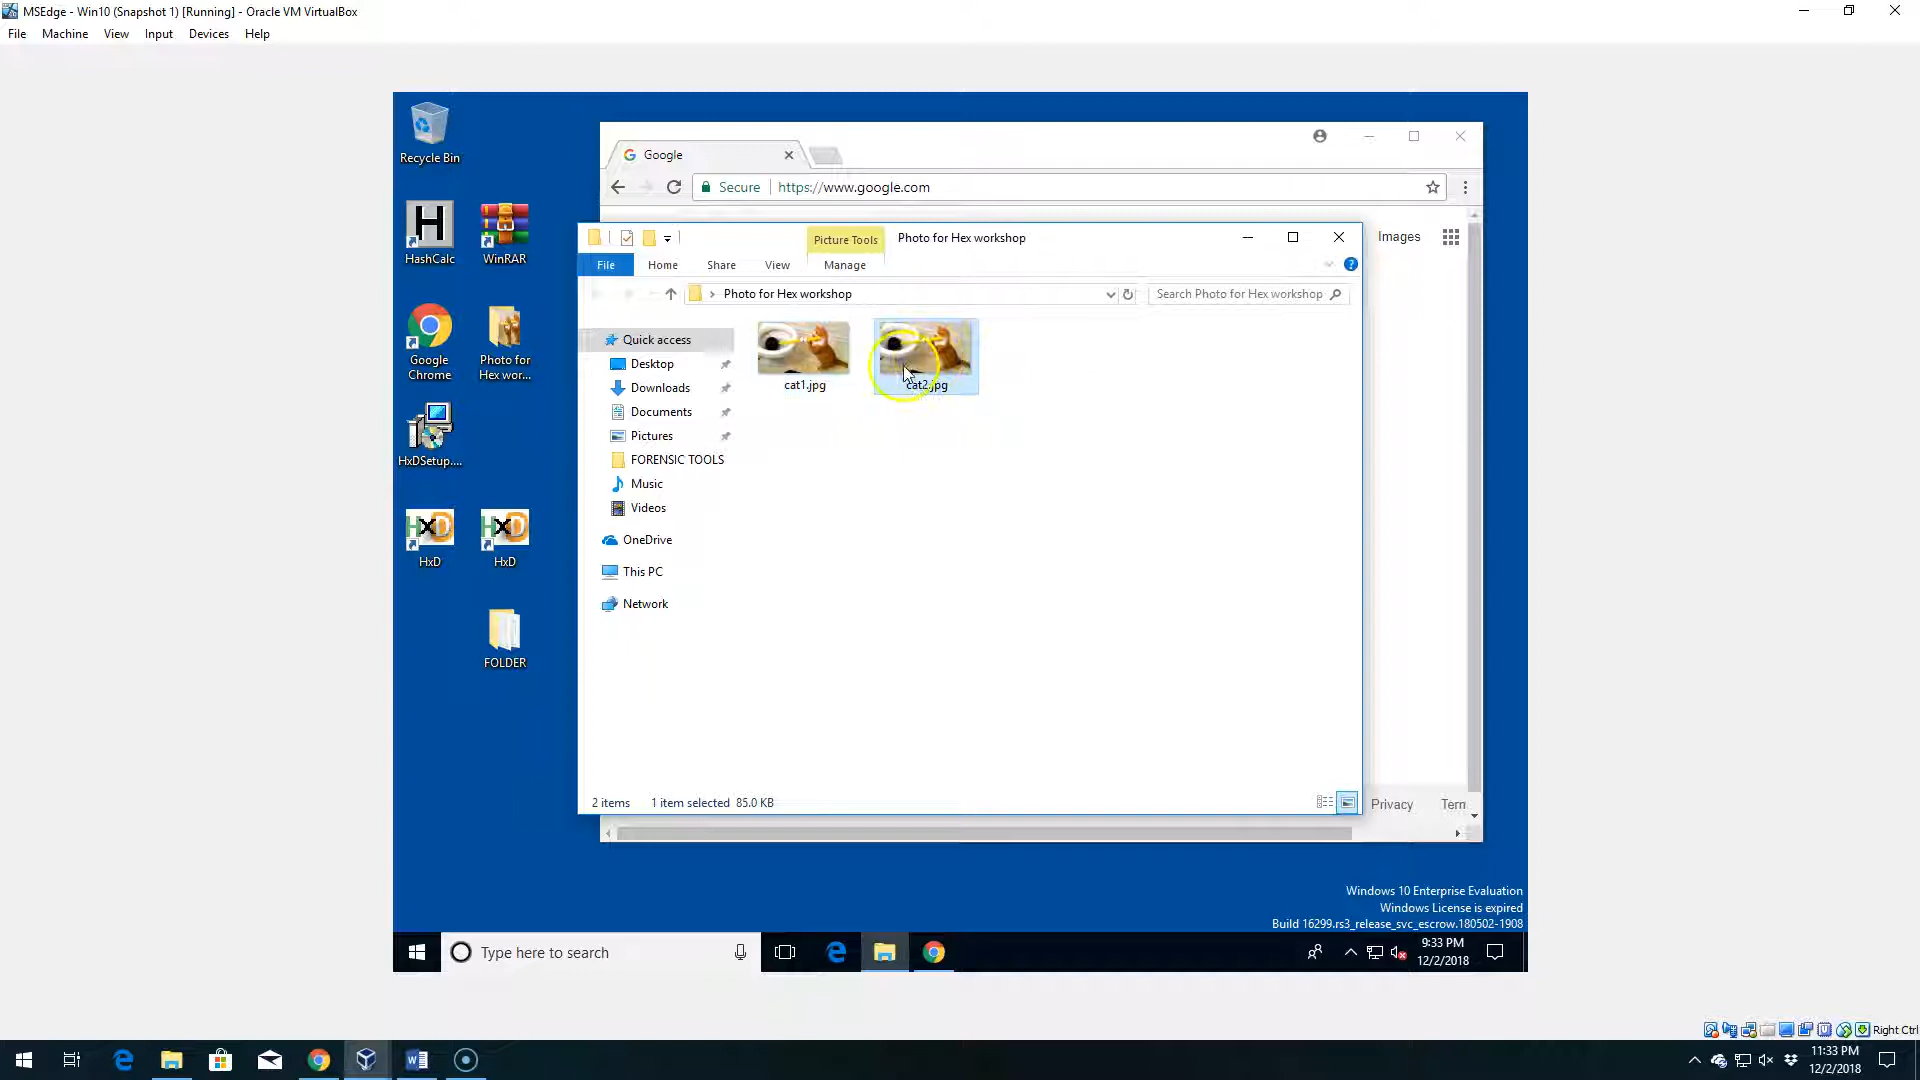 MSEdge - Win10 (Snapshot 1) [Running] - Oracle VM VirtualBox
File Machine View Input Devices Help
Recycle Bin
HashCalc
WinRAR
Google Chrome
Photo for Hex wor...
HxDSetup....
HxD
HxD
FOLDER
Google
Secure https://www.google.com
Images
Photo for Hex workshop
Picture Tools
File Home Share View Manage
Photo for Hex workshop
Search Photo for Hex workshop
Quick access
Desktop
Downloads
Documents
Pictures
FORENSIC TOOLS
Music
Videos
OneDrive
This PC
Network
cat1.jpg
cat2.jpg
2 items 1 item selected 85.0 KB
Privacy Tern
Windows 10 Enterprise Evaluation
Windows License is expired
Build 16299.rs3_release_svc_escrow.180502-1908
Type here to search
9:33 PM
12/2/2018
Right Ctrl
11:33 PM
12/2/2018